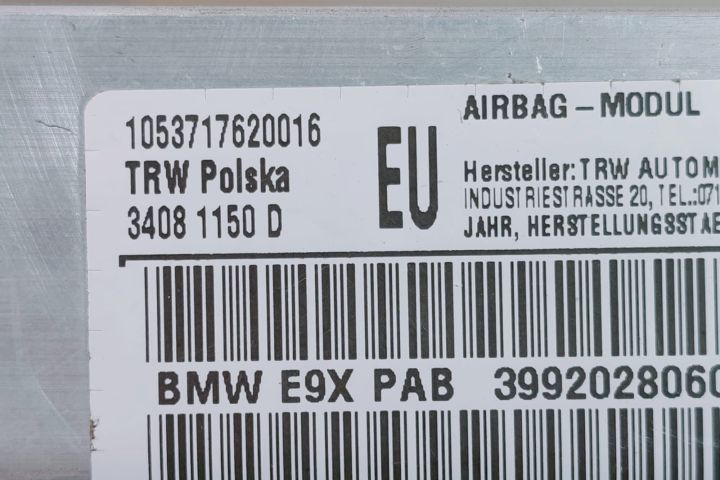 1053717620016
TRW Polska
3408 1150 D
EU
AIRBAG – MODUL
Hersteller: TRW AUTOM
INDUSTRIESTRASSE 20, TEL.:071
JAHR, HERSTELLUNGSSTAE
BMW E9X PAB 3992028060